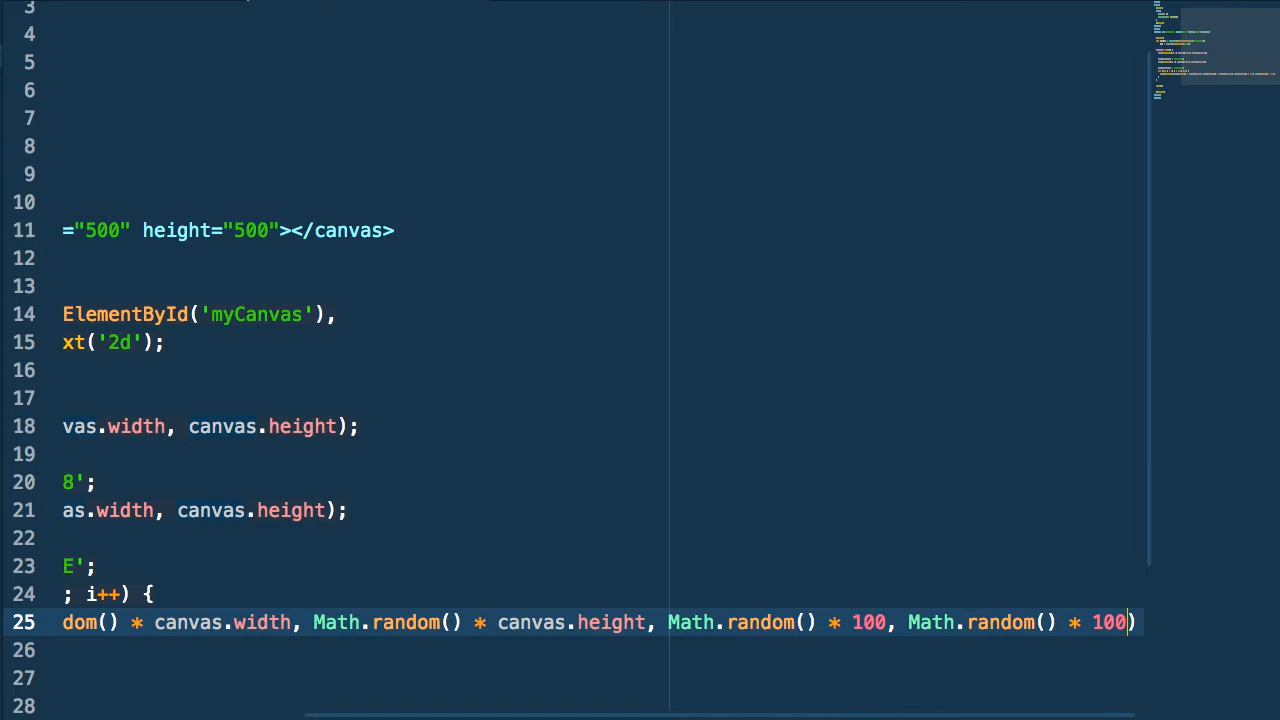 3
4
5
6
7
8
9
10
11 ="500" height="500"></canvas>
12
13
14 ElementById('myCanvas'),
15 xt('2d');
16
17
18 vas.width, canvas.height);
19
20 8';
21 as.width, canvas.height);
22
23 E';
24 ; i++) {
25 dom() * canvas.width, Math.random() * canvas.height, Math.random() * 100, Math.random() * 100)
26
27
28